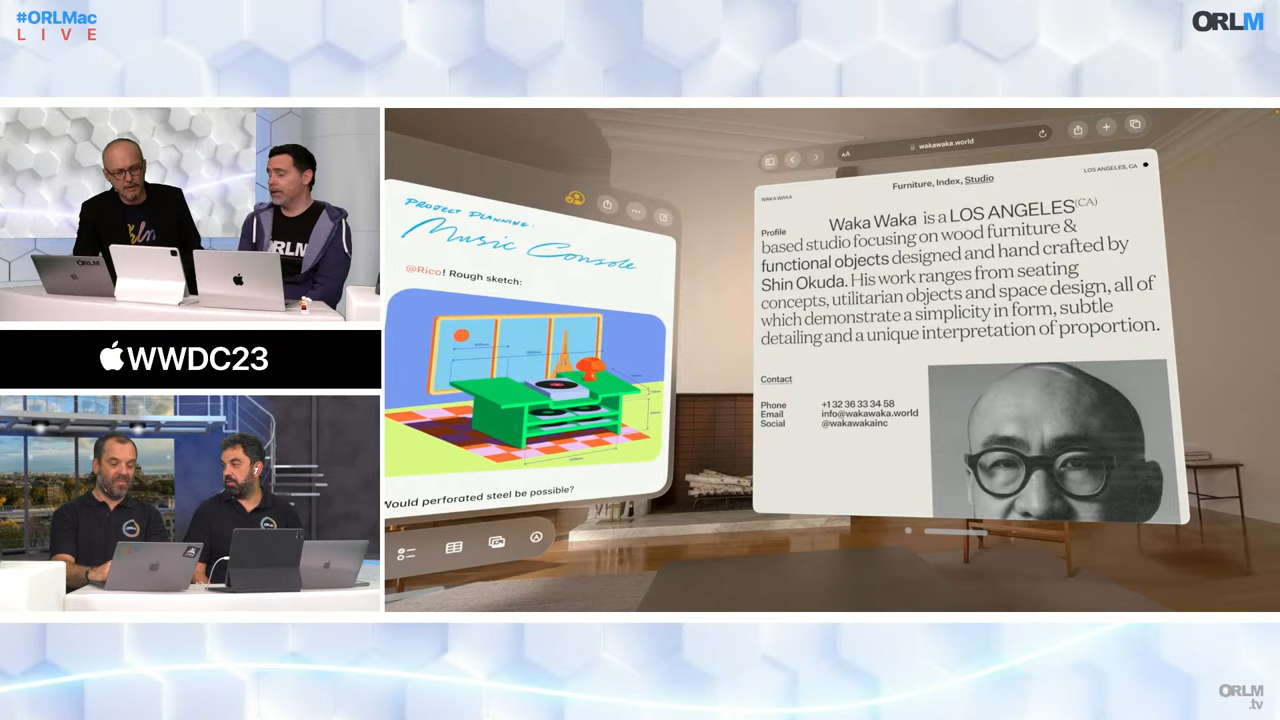 #ORLMac
LIVE
ORLM
ORLM
ORLM
WWDC23
PROJECT PLANNING:
Music Console
@Rico! Rough sketch:
Would perforated steel be possible?
AA
wakawaka.world
WAKA WAKA
Furniture, Index, Studio
LOS ANGELES, CA
Profile
Waka Waka is a LOS ANGELES(CA)
based studio focusing on wood furniture &
functional objects designed and hand crafted by
Shin Okuda. His work ranges from seating
concepts, utilitarian objects and space design, all of
which demonstrate a simplicity in form, subtle
detailing and a unique interpretation of proportion.
Contact
Phone +1 32 36 33 34 58
Email info@wakawaka.world
Social @wakawakainc
ORLM
.tv